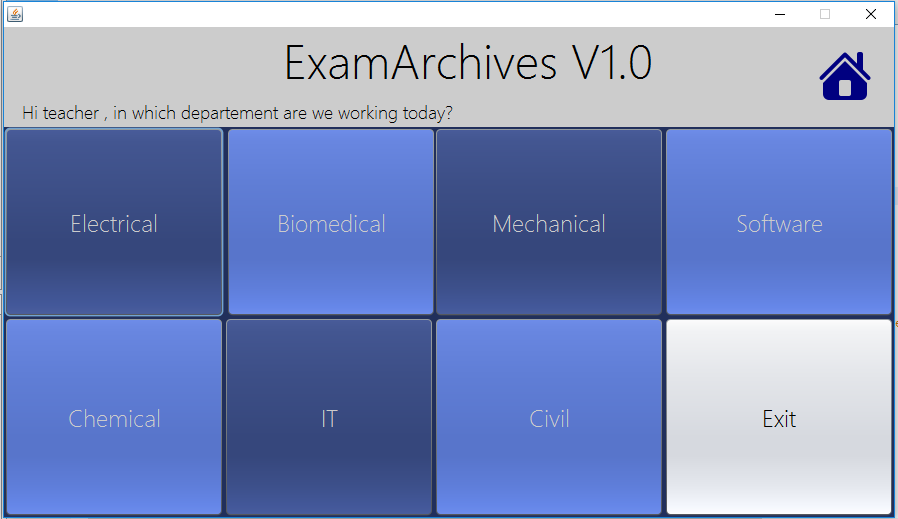 ExamArchives V1.0
Hi teacher , in which departement are we working today?
Electrical
Biomedical
Mechanical
Software
Chemical
IT
Civil
Exit